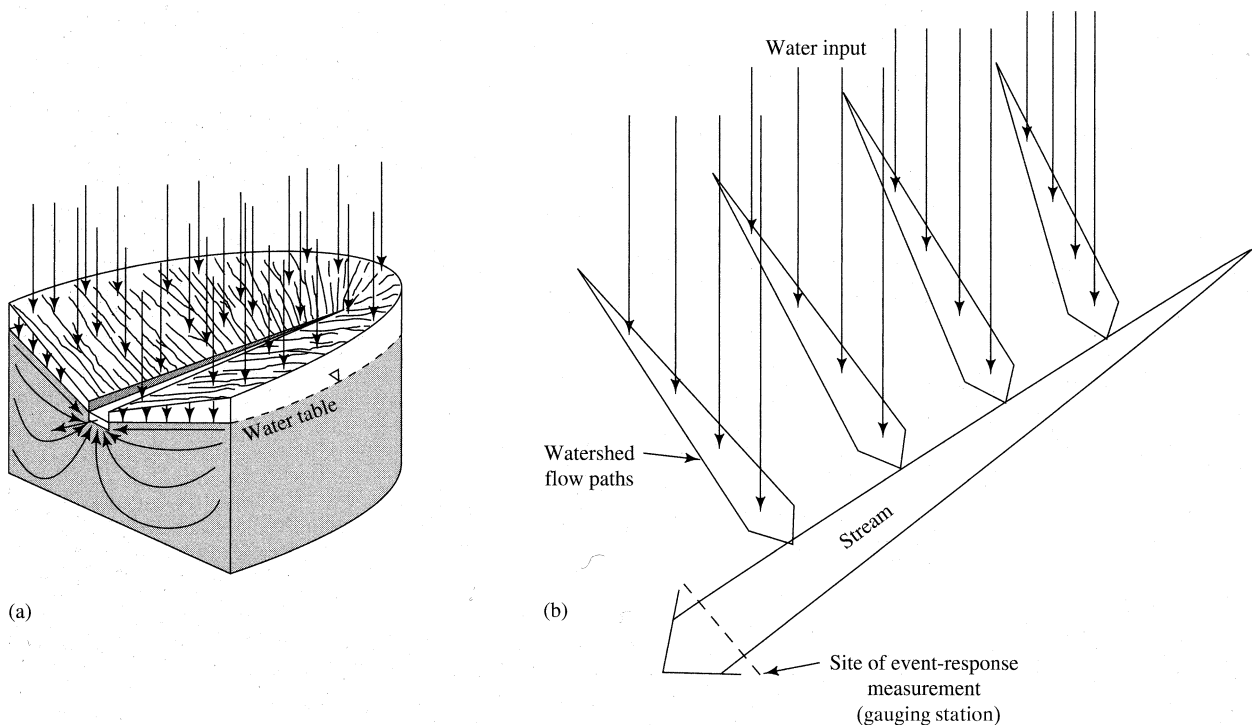 Water input
Water table
Watershed
flow paths
Stream
(a)
(b)
Site of event-response
measurement
(gauging station)